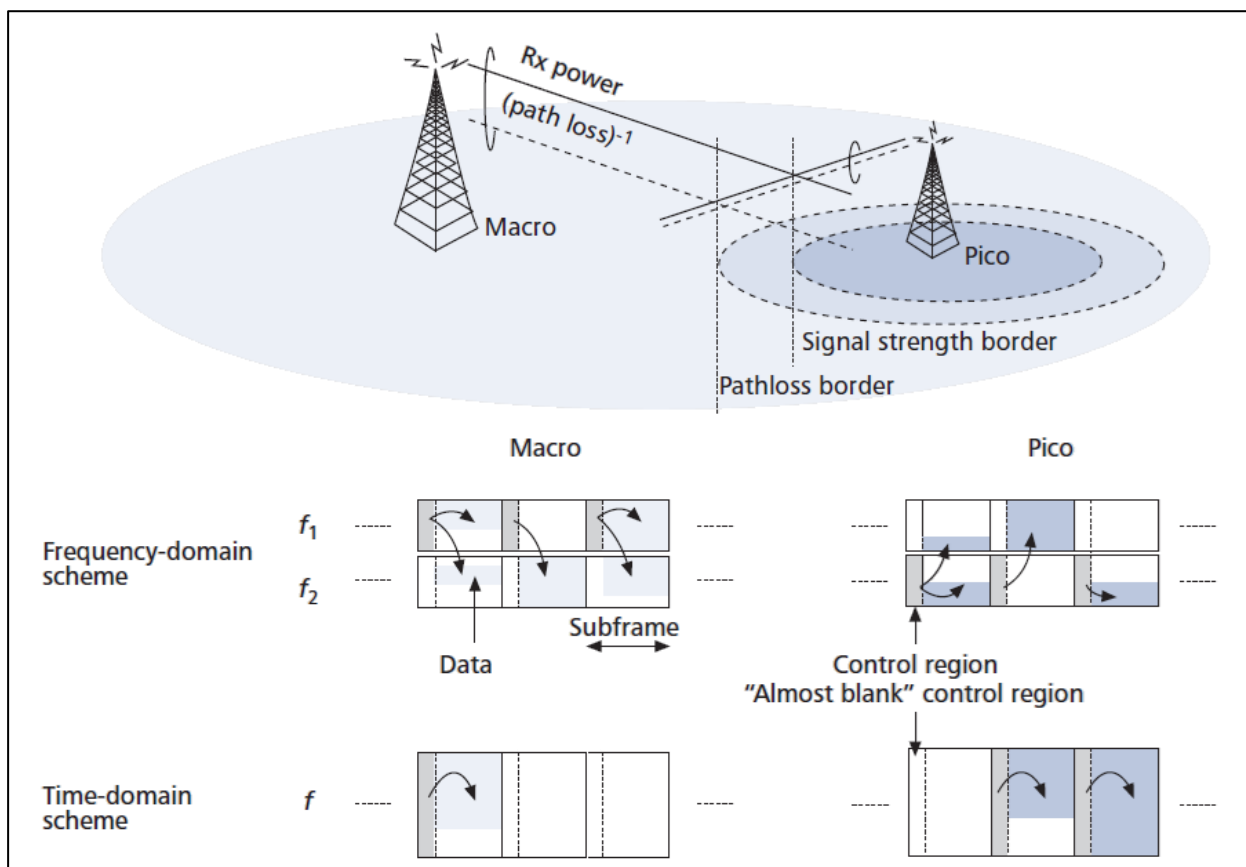 Rx power
(path loss)-1
Macro
Pico
Signal strength border
Pathloss border
Macro
Pico
Frequency-domain
scheme
f1
f2
Subframe
Data
Control region
“Almost blank” control region
Time-domain
scheme
f